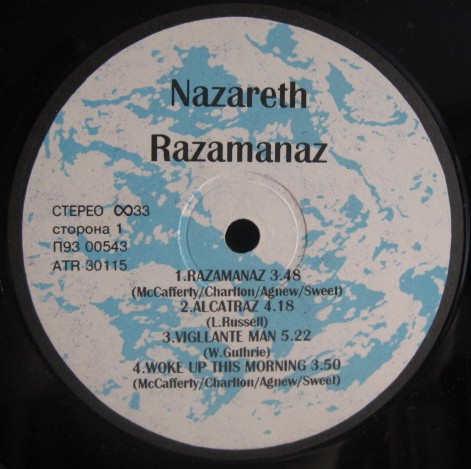 Nazareth
Razamanaz
СТЕРЕО ꝏ33
сторона 1
П93 00543
ATR 30115
1.RAZAMANAZ 3.48
(McCafferty/Charlton/Agnew/Sweet)
2.ALCATRAZ 4.18
(L.Russell)
3.VIGLLANTE MAN 5.22
(W.Guthrie)
4.WOKE UP THIS MORNING 3.50
(McCafferty/Charlton/Agnew/Sweet)